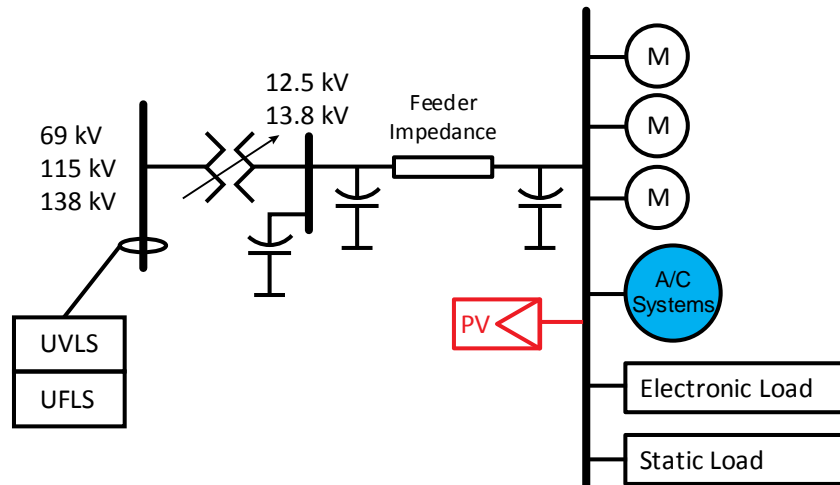 69 kV
115 kV
138 kV
12.5 kV
13.8 kV
Feeder
Impedance
UVLS
UFLS
PV
M
M
M
A/C
Systems
Electronic Load
Static Load